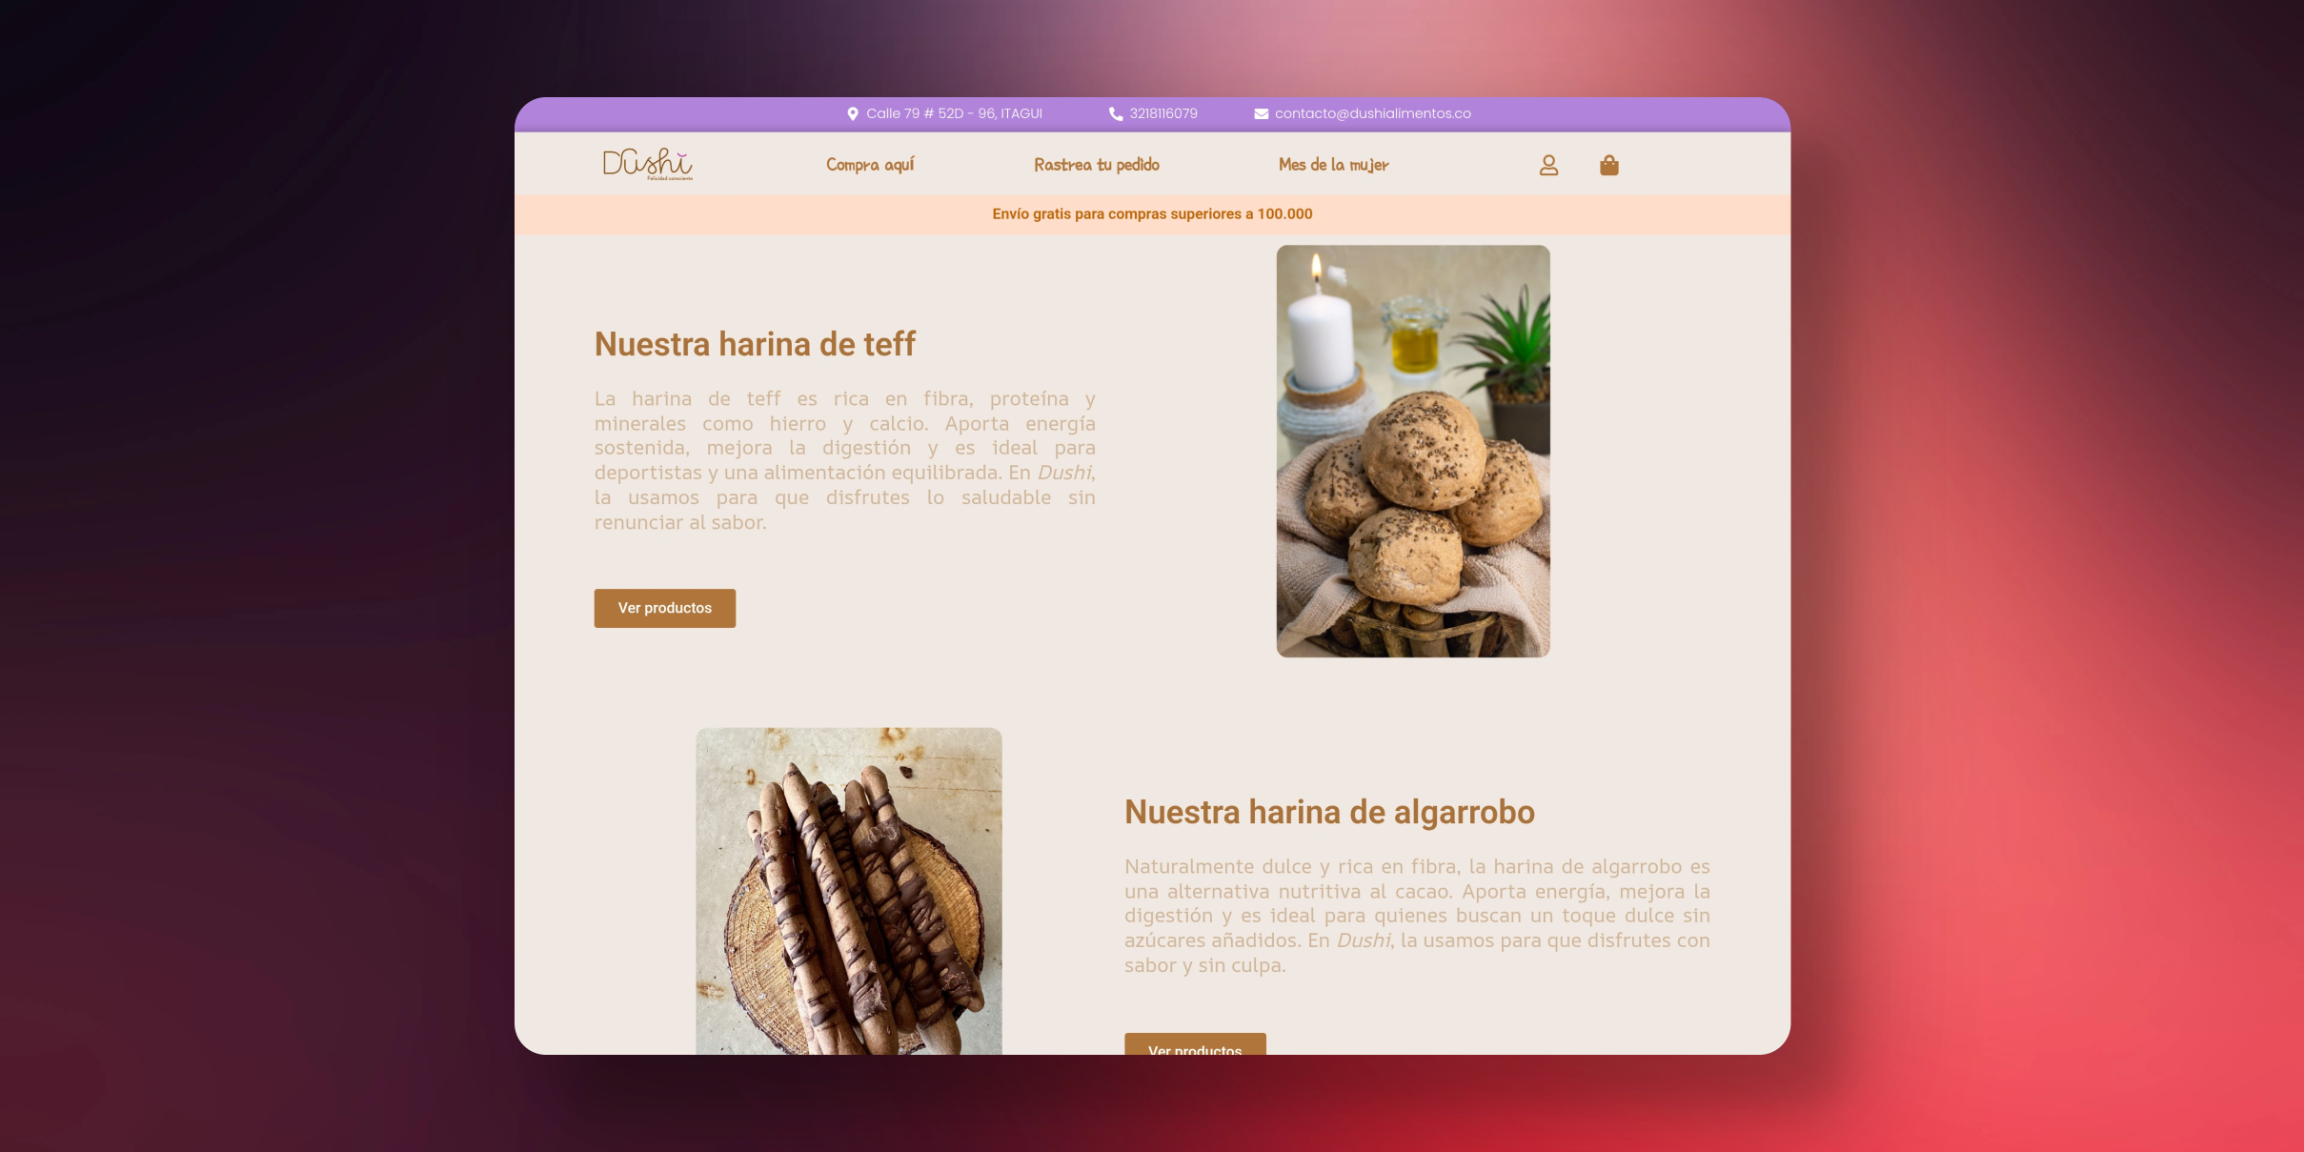 Calle 79 # 52D - 96, ITAGUI
3218116079
contacto@dushialimentos.co
Dushi
Felicidad consciente
Compra aquí
Rastrea tu pedido
Mes de la mujer
Envío gratis para compras superiores a 100.000
Nuestra harina de teff
La harina de teff es rica en fibra, proteína y
minerales como hierro y calcio. Aporta energía
sostenida, mejora la digestión y es ideal para
deportistas y una alimentación equilibrada. En Dushi,
la usamos para que disfrutes lo saludable sin
renunciar al sabor.
Ver productos
Nuestra harina de algarrobo
Naturalmente dulce y rica en fibra, la harina de algarrobo es
una alternativa nutritiva al cacao. Aporta energía, mejora la
digestión y es ideal para quienes buscan un toque dulce sin
azúcares añadidos. En Dushi, la usamos para que disfrutes con
sabor y sin culpa.
Ver productos